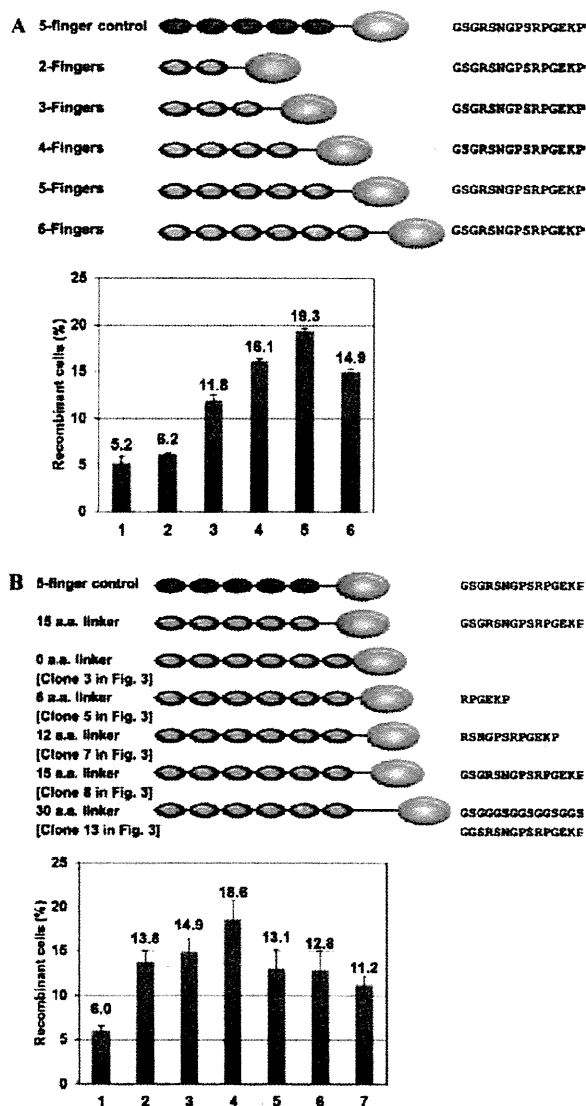 A
5-finger control GSGRSNGPSRPGEKP
2-Fingers GSGRSNGPSRPGEKP
3-Fingers GSGRSNGPSRPGEKP
4-Fingers GSGRSNGPSRPGEKP
5-Fingers GSGRSNGPSRPGEKP
6-Fingers GSGRSNGPSRPGEKP
Recombinant cells (%)
25
20
15
10
5
0
5.2
6.2
11.8
16.1
19.3
14.9
1 2 3 4 5 6
B
5-finger control GSGRSNGPSRPGEKF
15 a.a. linker GSGRSNGPSRPGEKF
0 a.a. linker
[Clone 3 in Fig. 3]
6 a.a. linker RPGEKP
[Clone 5 in Fig. 3]
12 a.a. linker RSNGPSRPGEKP
[Clone 7 in Fig. 3]
15 a.a. linker GSGRSNGPSRPGEKF
[Clone 8 in Fig. 3]
30 a.a. linker GSGGGSGGSGGSGGS
[Clone 13 in Fig. 3] GGSRSNGPSRPGEKF
Recombinant cells (%)
25
20
15
10
5
0
6.0
13.8
14.9
18.6
13.1
12.8
11.2
1 2 3 4 5 6 7